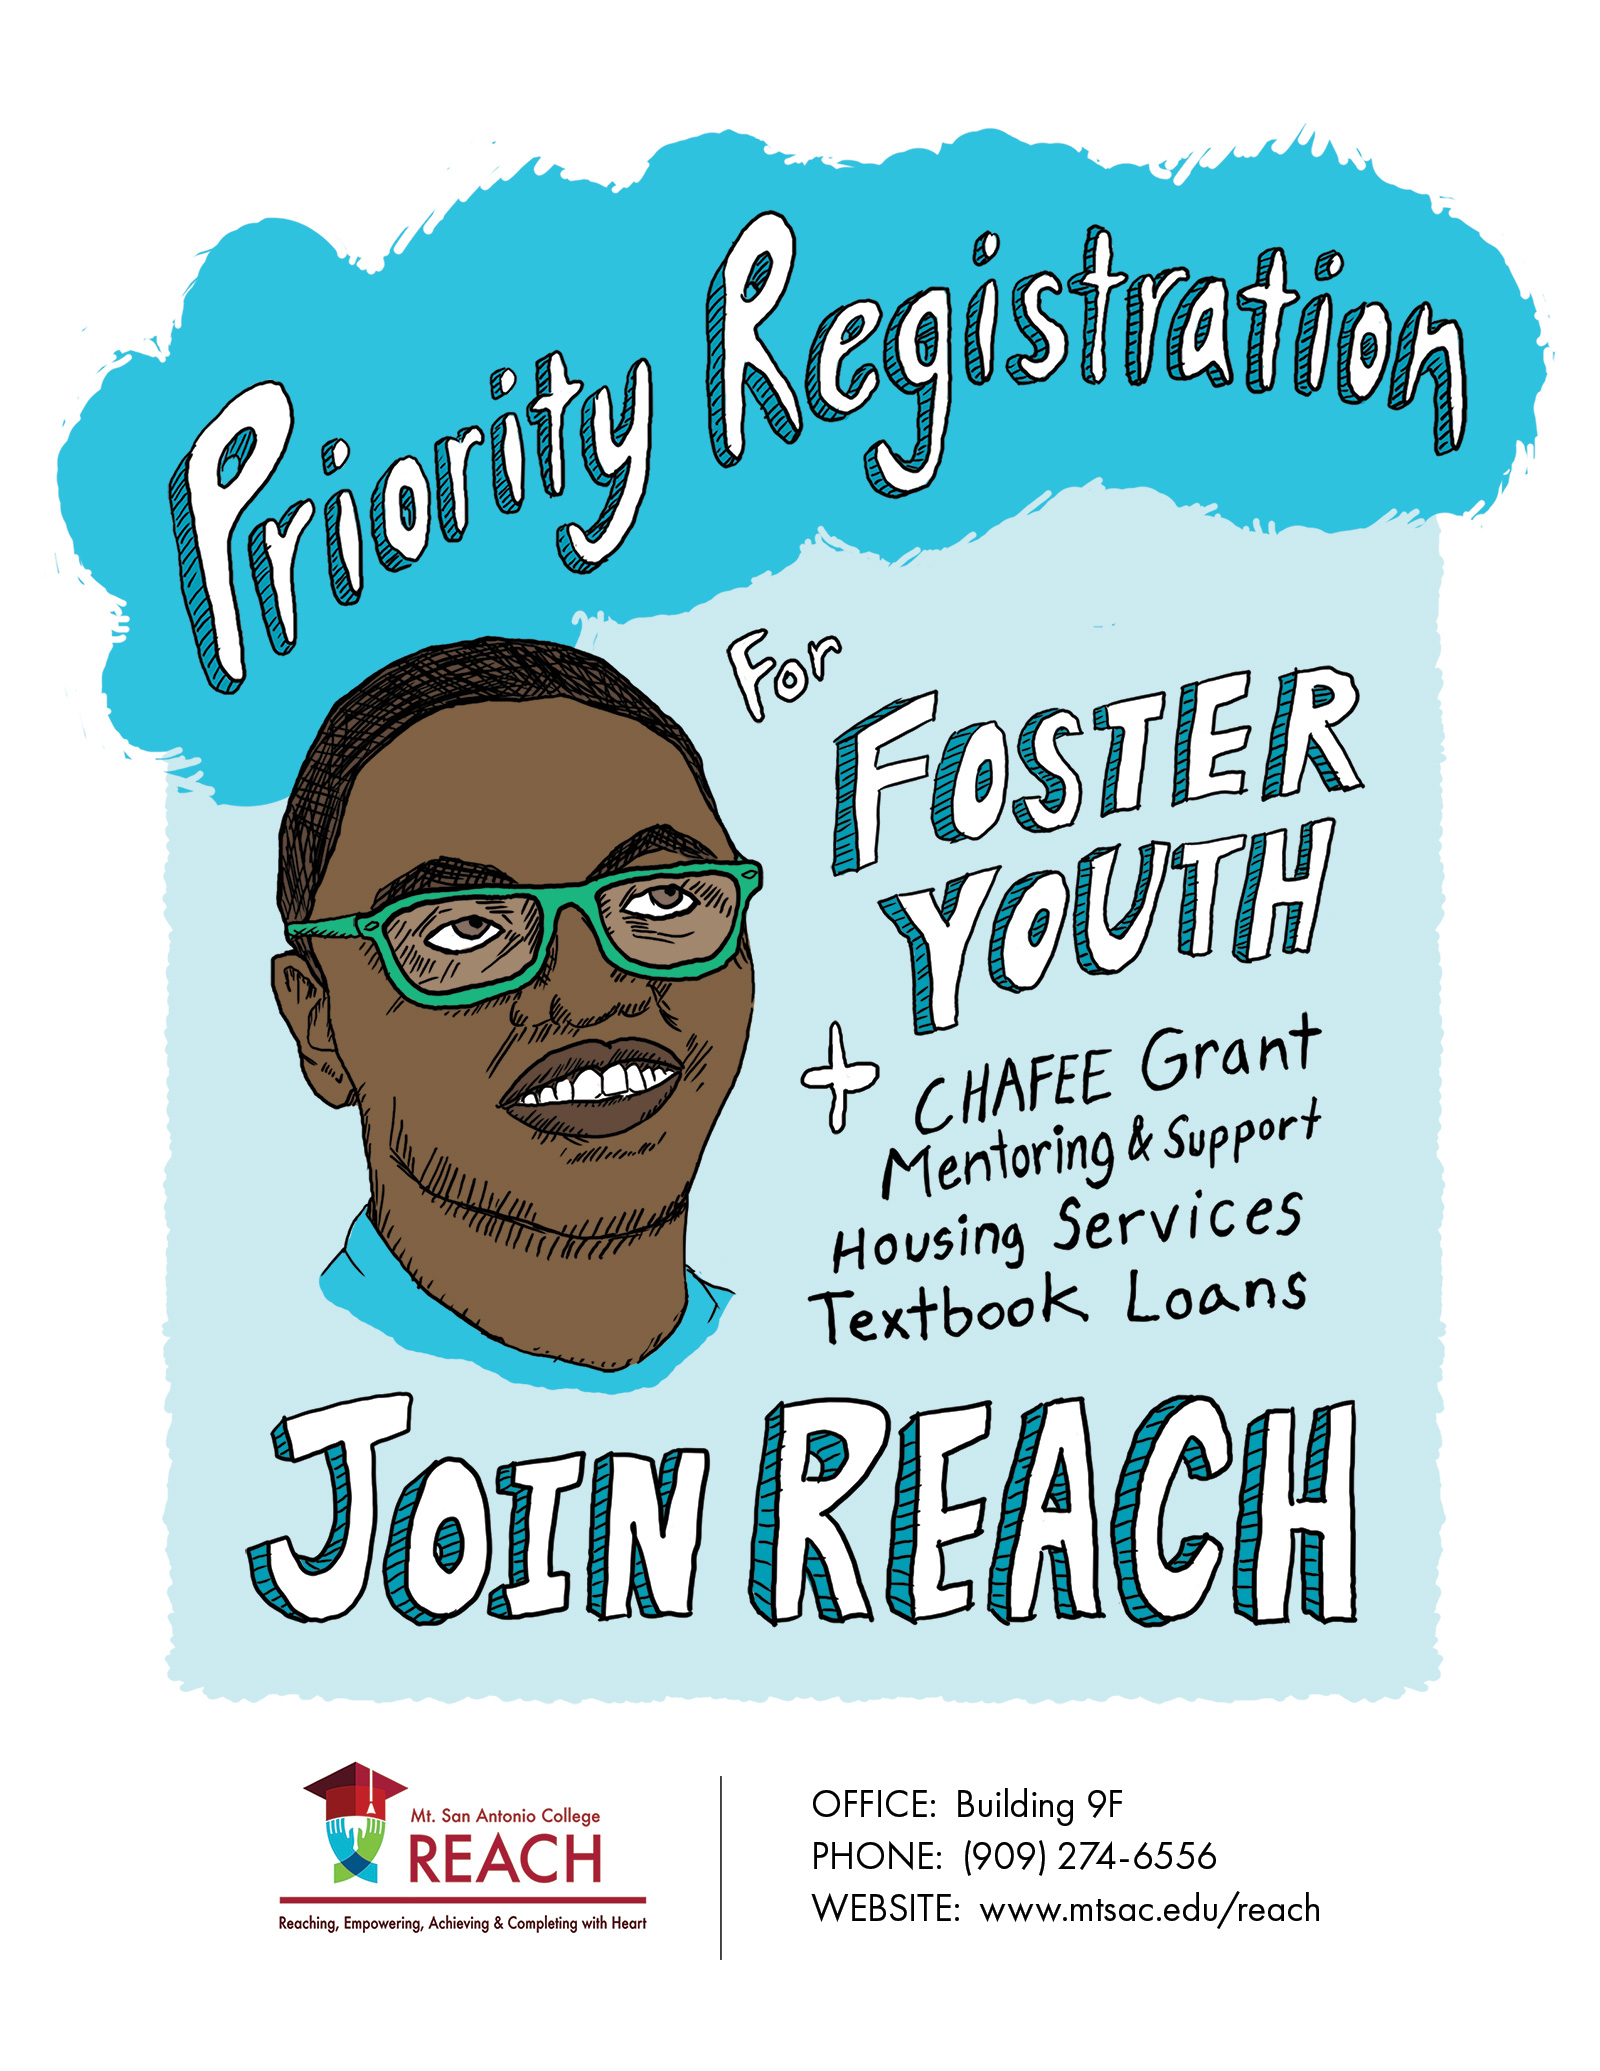 Priority Registration
For
FOSTER
YOUTH
+ CHAFEE Grant
Mentoring & Support
Housing Services
Textbook Loans
JOIN REACH
Mt. San Antonio College
REACH
Reaching, Empowering, Achieving & Completing with Heart
OFFICE: Building 9F
PHONE: (909) 274-6556
WEBSITE: www.mtsac.edu/reach